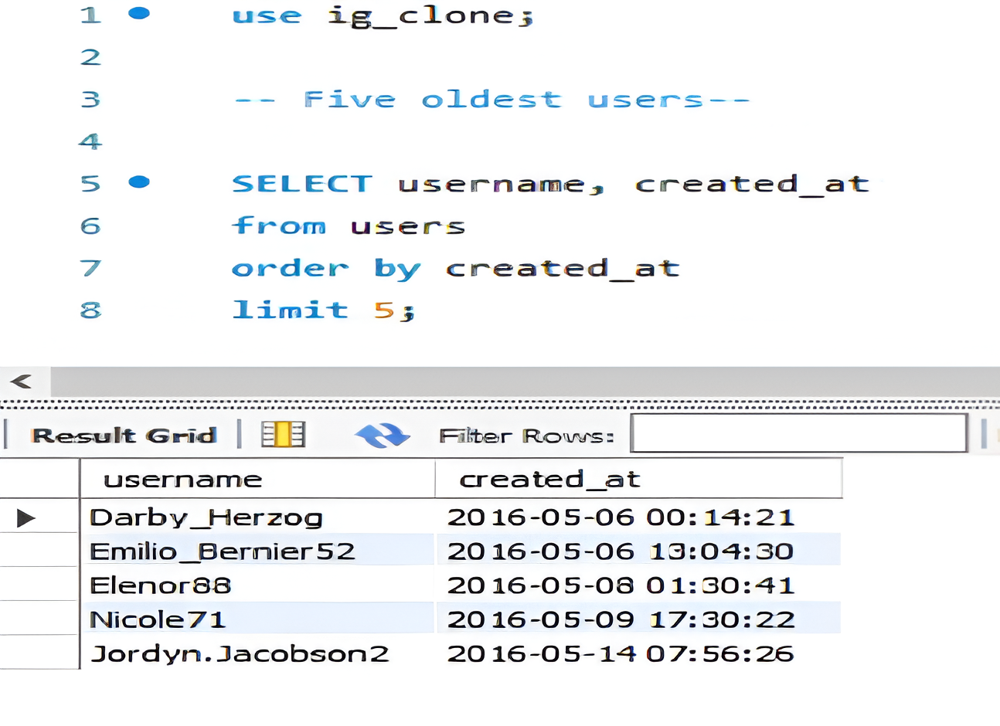 1 use ig_clone;
2
3 -- Five oldest users--
4
5 SELECT username, created_at
6 from users
7 order by created_at
8 limit 5;
Result Grid Filter Rows:
username created_at
Darby_Herzog 2016-05-06 00:14:21
Emilio_Bernier52 2016-05-06 13:04:30
Elenor88 2016-05-08 01:30:41
Nicole71 2016-05-09 17:30:22
Jordyn.Jacobson2 2016-05-14 07:56:26